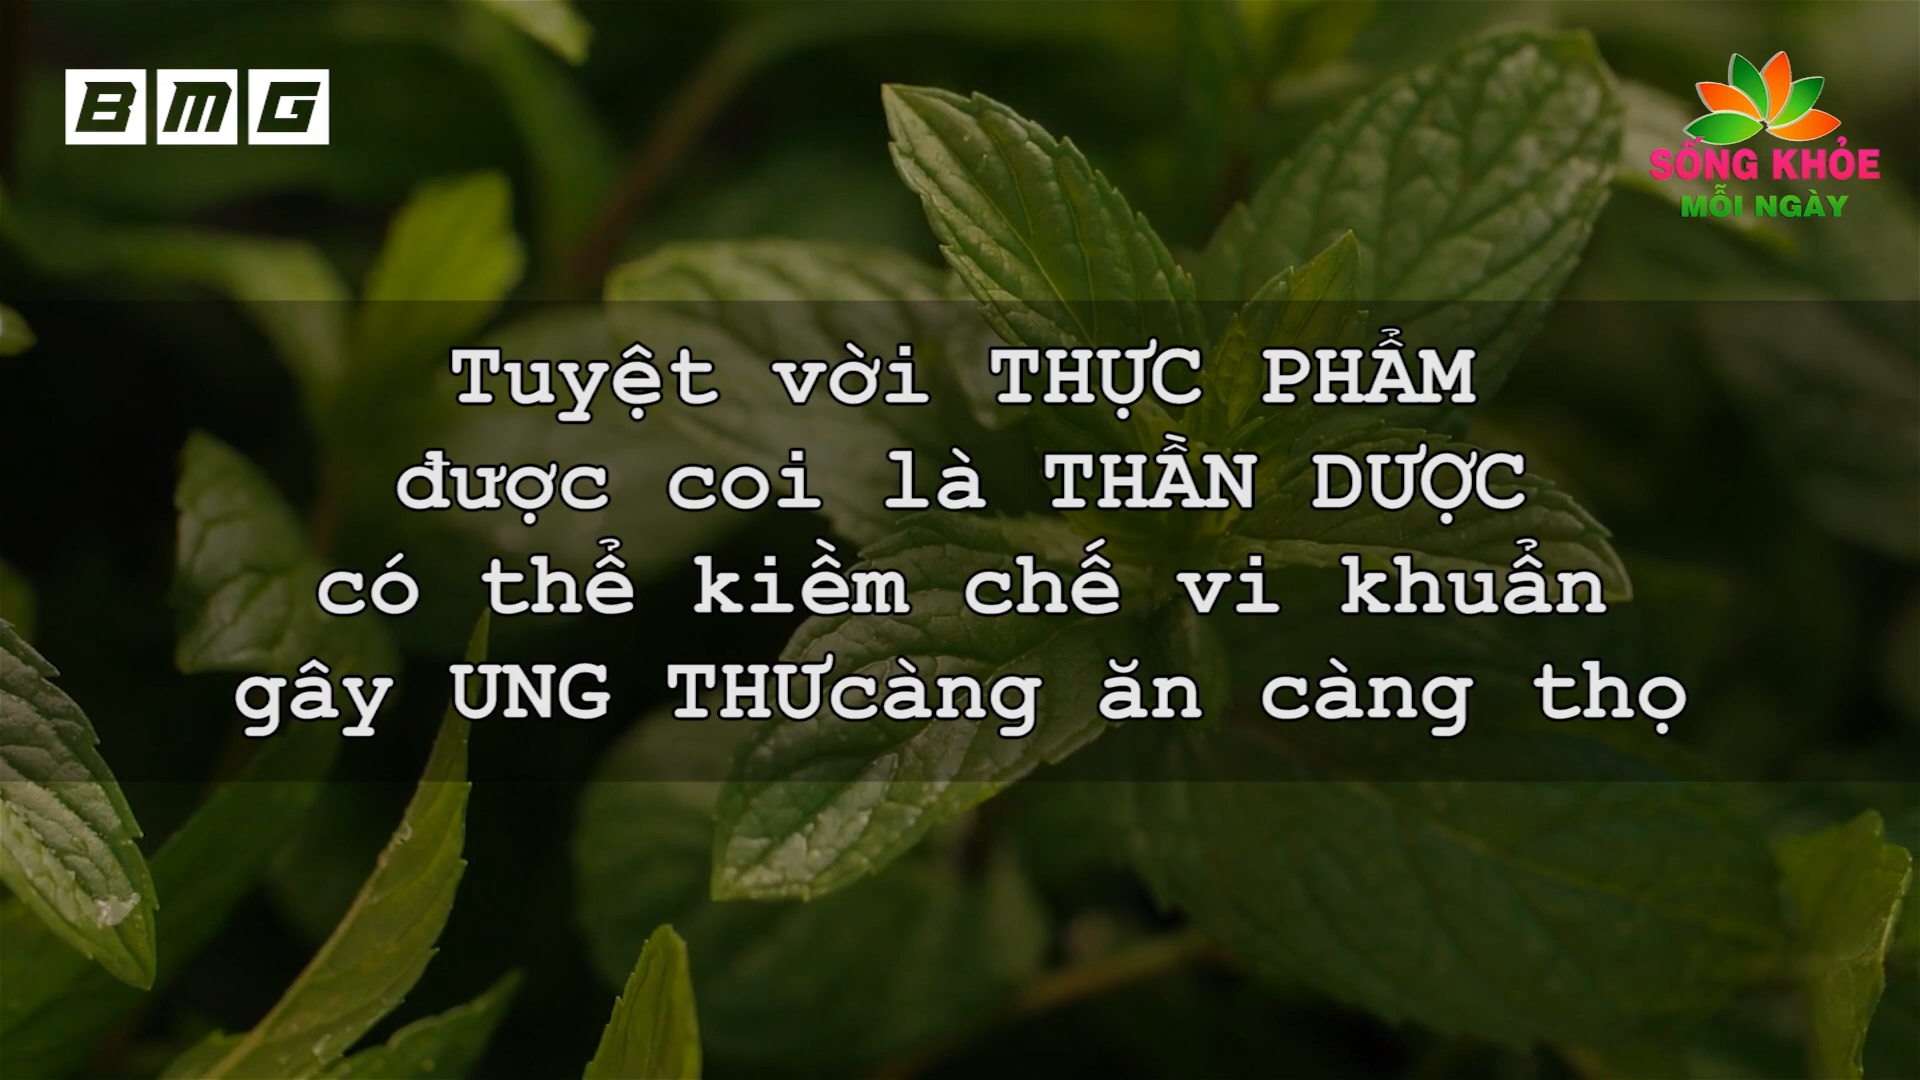 BMG
SỐNG KHỎE
MỖI NGÀY
Tuyệt vời THỰC PHẨM
được coi là THẦN DƯỢC
có thể kiềm chế vi khuẩn
gây UNG THƯcàng ăn càng thọ